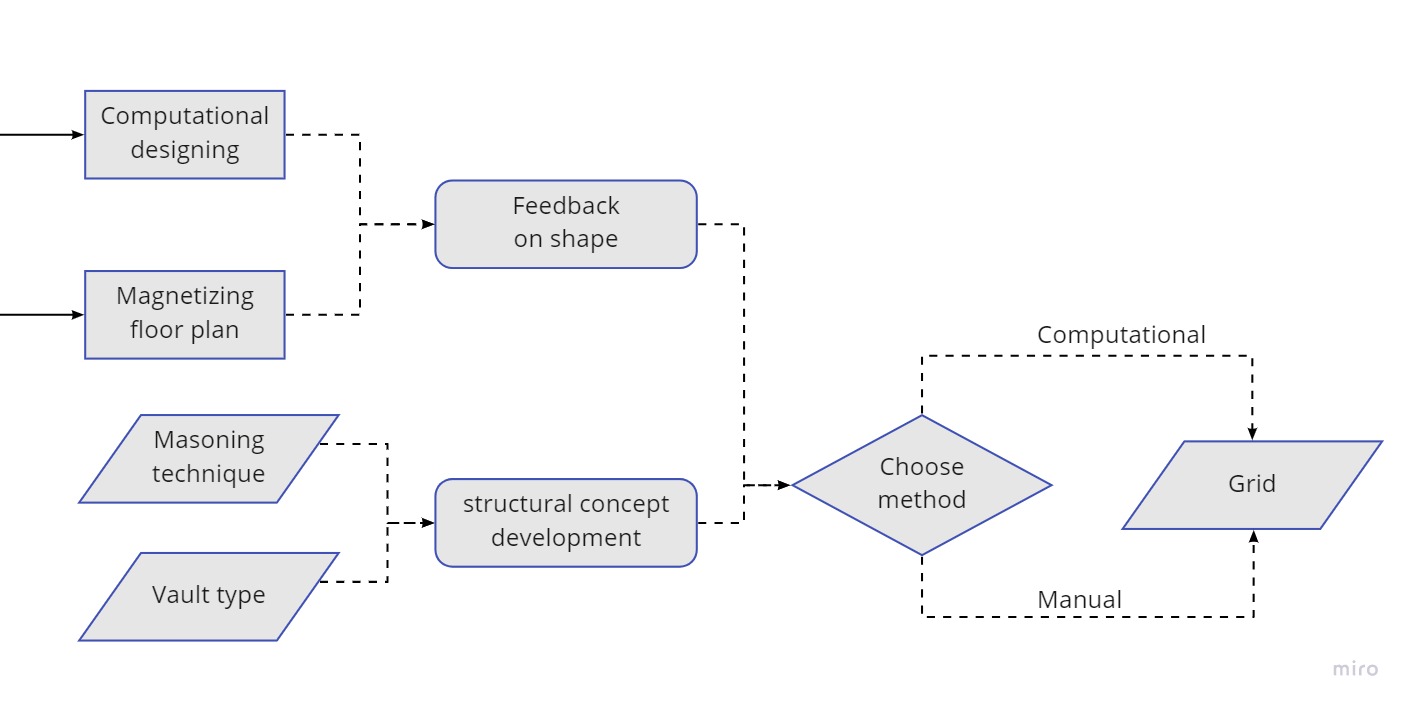 Computational
designing
Feedback
on shape
Magnetizing
floor plan
Computational
Masoning
technique
Choose
method
Grid
structural concept
development
Vault type
Manual
miro